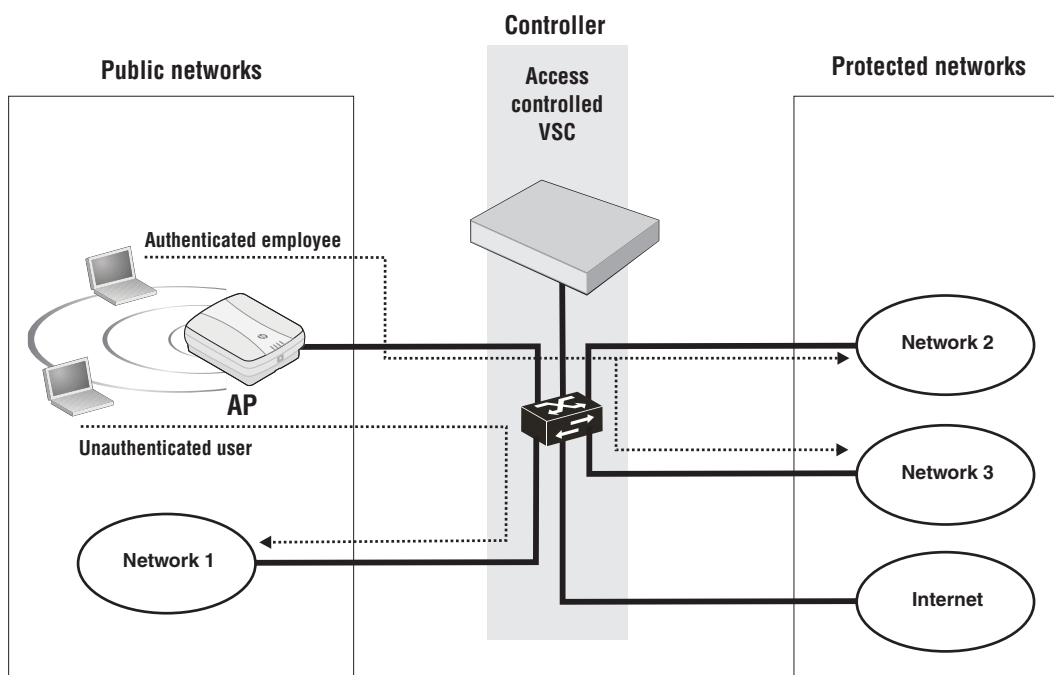 Controller
Public networks
Protected networks
Access
controlled
VSC
Authenticated employee
AP
Unauthenticated user
Network 1
Network 2
Network 3
Internet